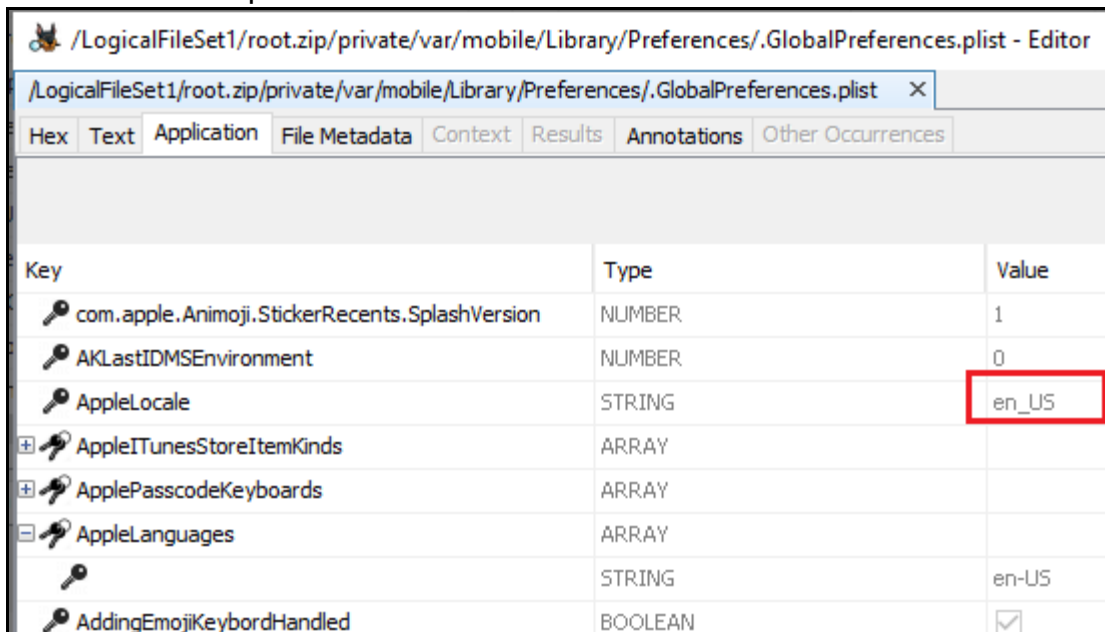 /LogicalFileSet1/root.zip/private/var/mobile/Library/Preferences/.GlobalPreferences.plist - Editor
/LogicalFileSet1/root.zip/private/var/mobile/Library/Preferences/.GlobalPreferences.plist ×
Hex Text Application File Metadata Context Results Annotations Other Occurrences
Key Type Value
com.apple.Animoji.StickerRecents.SplashVersion NUMBER 1
AKLastIDMSEnvironment NUMBER 0
AppleLocale STRING en_US
AppleITunesStoreItemKinds ARRAY
ApplePasscodeKeyboards ARRAY
AppleLanguages ARRAY
STRING en-US
AddingEmojiKeybordHandled BOOLEAN